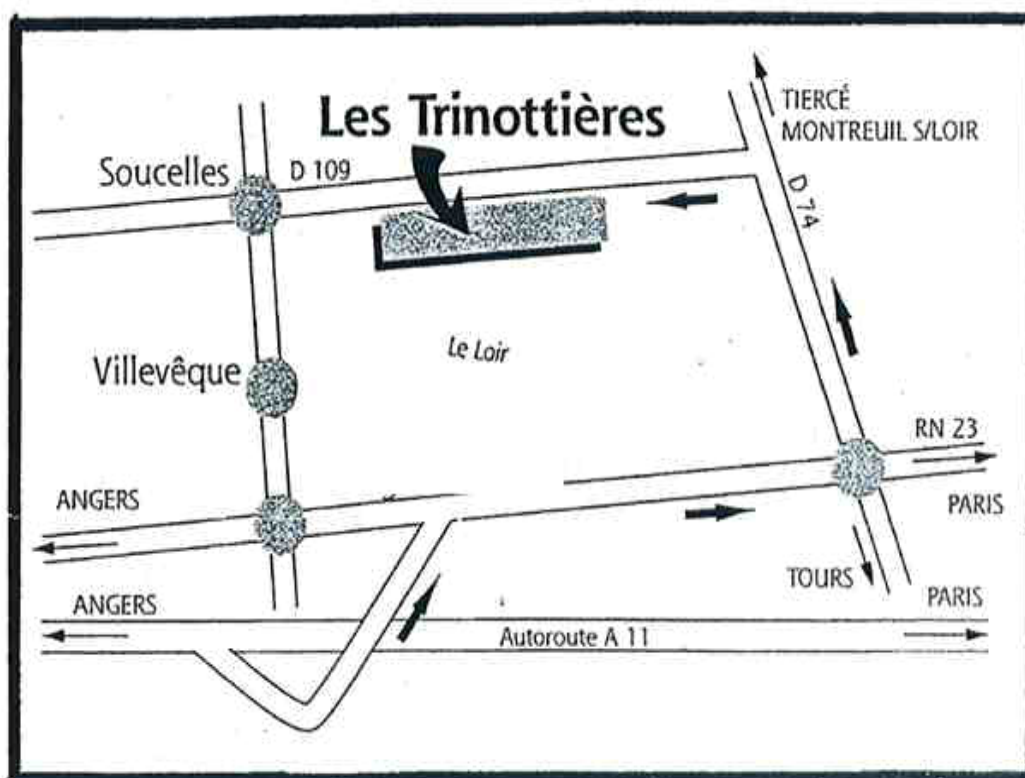 Les Trinottières
TIERCÉ
MONTREUIL S/LOIR
Soucelles
D 109
D 74
Villevêque
Le Loir
RN 23
ANGERS
PARIS
TOURS
ANGERS
PARIS
Autoroute A 11